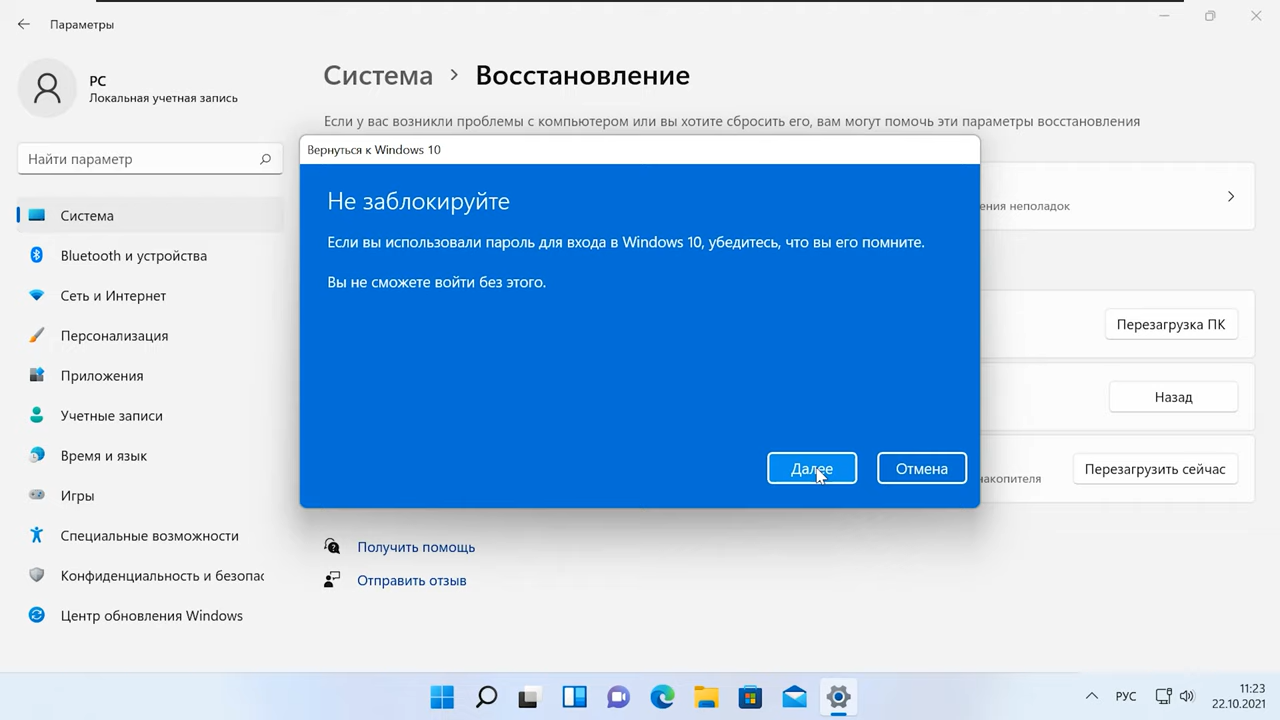 Параметры
PC
Локальная учетная запись
Найти параметр
Система
Bluetooth и устройства
Сеть и Интернет
Персонализация
Приложения
Учетные записи
Время и язык
Игры
Специальные возможности
Конфиденциальность и безопас
Центр обновления Windows
Система > Восстановление
Если у вас возникли проблемы с компьютером или вы хотите сбросить его, вам могут помочь эти параметры восстановления
Вернуться к Windows 10
Не заблокируйте
Если вы использовали пароль для входа в Windows 10, убедитесь, что вы его помните.
Вы не сможете войти без этого.
Далее
Отмена
ения неполадок
Перезагрузка ПК
Назад
накопителя
Перезагрузить сейчас
Получить помощь
Отправить отзыв
РУС
11:23
22.10.2021